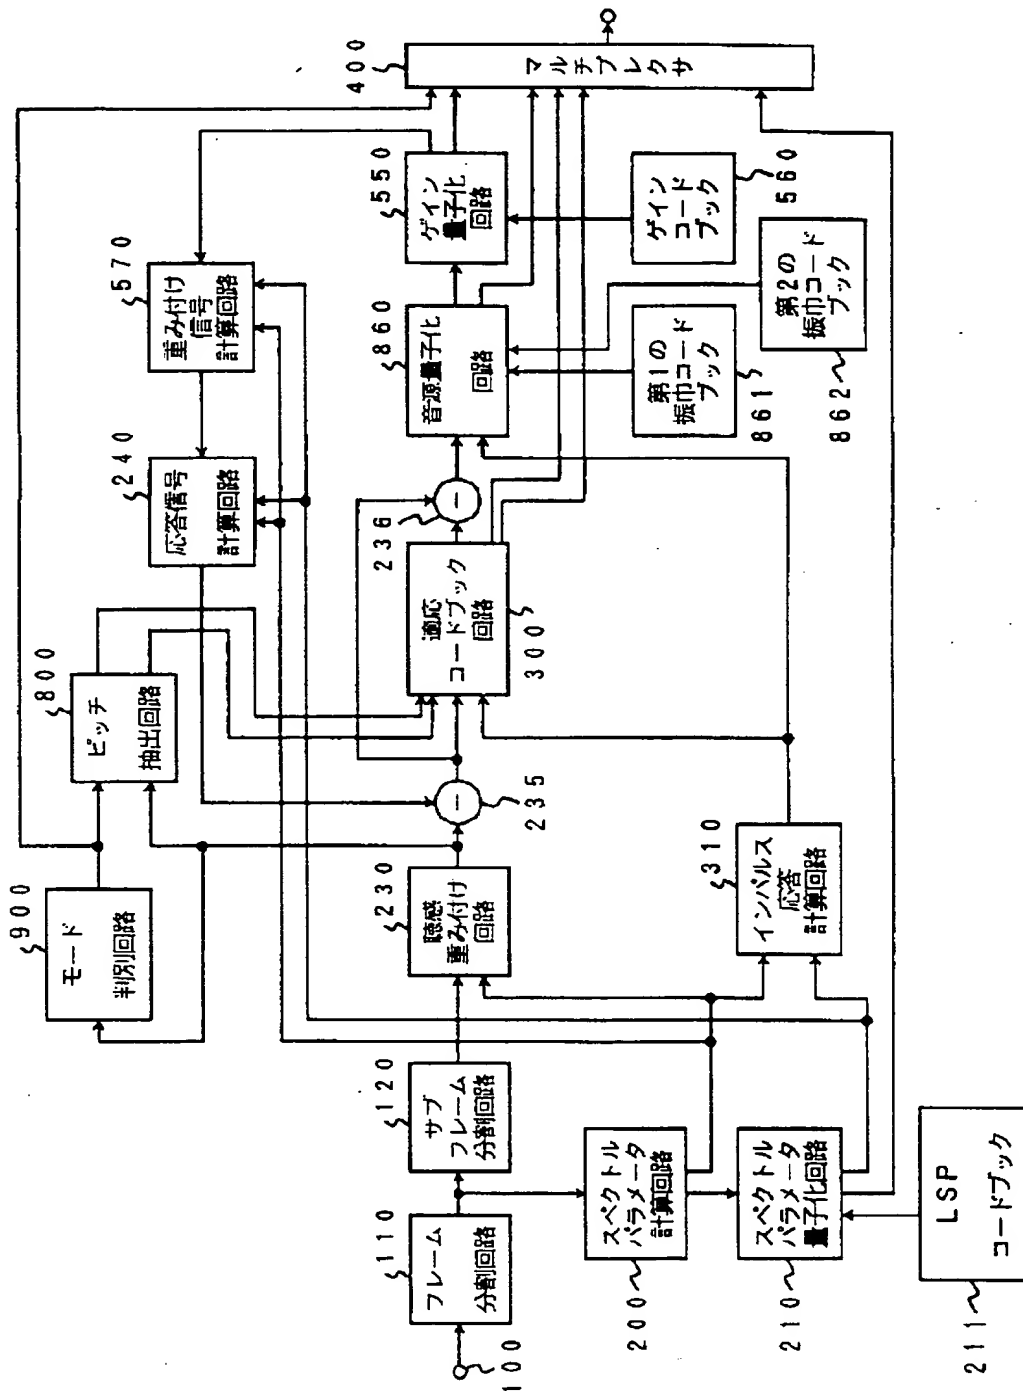 100
フレーム
分割回路
110
サブ
フレーム
分割回路
120
スペクトル
パラメータ
計算回路
200
スペクトル
パラメータ
量子化回路
210
LSP
コードブック
211
聴感
重み付け
回路
230
235
モード
判別回路
900
ピッチ
抽出回路
800
インパルス
応答
計算回路
310
適応
コードブック
回路
300
236
応答信号
計算回路
240
重み付け
信号
計算回路
570
音源量子化
回路
860
第1の
振巾コード
ブック
861
第2の
振巾コード
ブック
862
ゲイン
量子化
回路
550
ゲイン
コード
ブック
560
マルチプレクサ
400